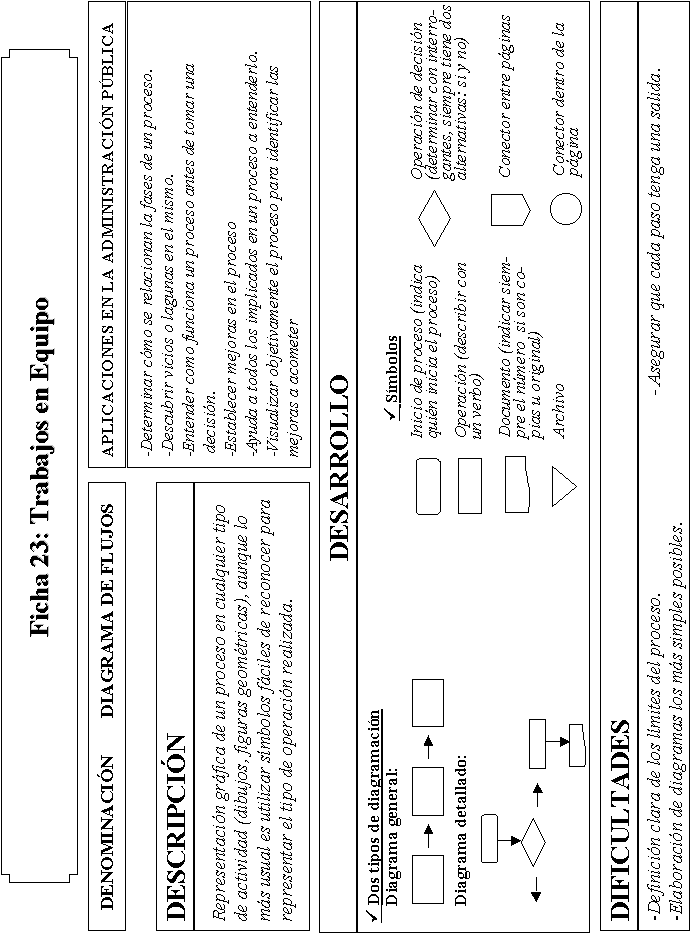 Ficha 23: Trabajos en Equipo
DENOMINACIÓN
DIAGRAMA DE FLUJOS
APLICACIONES EN LA ADMINISTRACIÓN PÚBLICA
DESCRIPCIÓN
Representación gráfica de un proceso en cualquier tipo
de actividad (dibujos, figuras geométricas), aunque lo
más usual es utilizar símbolos fáciles de reconocer para
representar el tipo de operación realizada.
-Determinar cómo se relacionan la fases de un proceso.
-Descubrir vicios o lagunas en el mismo.
-Entender como funciona un proceso antes de tomar una
decisión.
-Establecer mejoras en el proceso
-Ayuda a todos los implicados en un proceso a entenderlo.
-Visualizar objetivamente el proceso para identificar las
mejoras a acometer
DESARROLLO
✓ Dos tipos de diagramación
Diagrama general:
Diagrama detallado:
✓ Símbolos
Inicio de proceso (indica
quién inicia el proceso)
Operación (describir con
un verbo)
Documento (indicar siem-
pre el número si son co-
pias u original)
Archivo
Operación de decisión
(determinar con interro-
gantes, siempre tiene dos
alternativas: si y no)
Conector entre páginas
Conector dentro de la
página
DIFICULTADES
-Definición clara de los límites del proceso.
-Elaboración de diagramas los más simples posibles.
- Asegurar que cada paso tenga una salida.